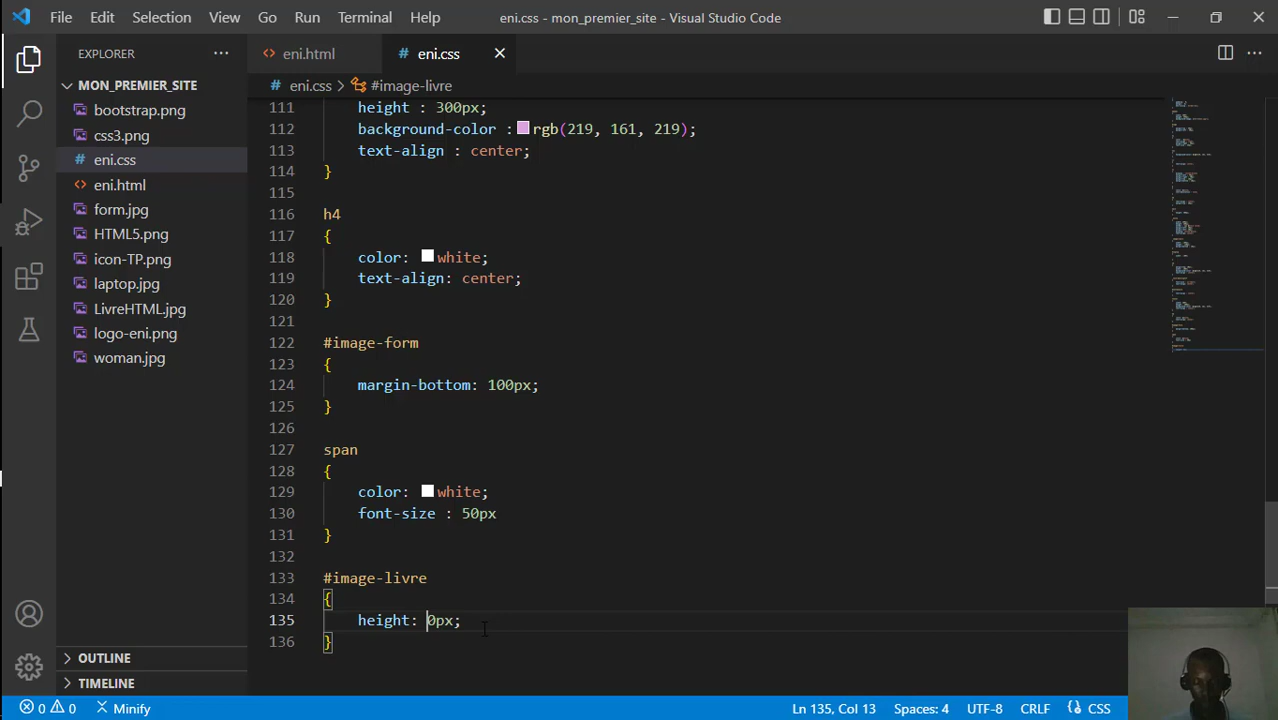 File Edit Selection View Go Run Terminal Help eni.css - mon_premier_site - Visual Studio Code
EXPLORER
MON_PREMIER_SITE
bootstrap.png
css3.png
eni.css
eni.html
form.jpg
HTML5.png
icon-TP.png
laptop.jpg
LivreHTML.jpg
logo-eni.png
woman.jpg
OUTLINE
TIMELINE
eni.html eni.css
eni.css #image-livre
111 height : 300px;
112 background-color : rgb(219, 161, 219);
113 text-align : center;
114 }
115
116 h4
117 {
118 color: white;
119 text-align: center;
120 }
121
122 #image-form
123 {
124 margin-bottom: 100px;
125 }
126
127 span
128 {
129 color: white;
130 font-size : 50px
131 }
132
133 #image-livre
134 {
135 height: 0px;
136 }
0 0 Minify Ln 135, Col 13 Spaces: 4 UTF-8 CRLF CSS